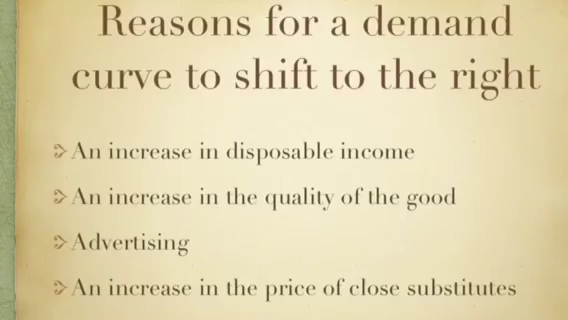 Reasons for a demand
curve to shift to the right
An increase in disposable income
An increase in the quality of the good
Advertising
An increase in the price of close substitutes